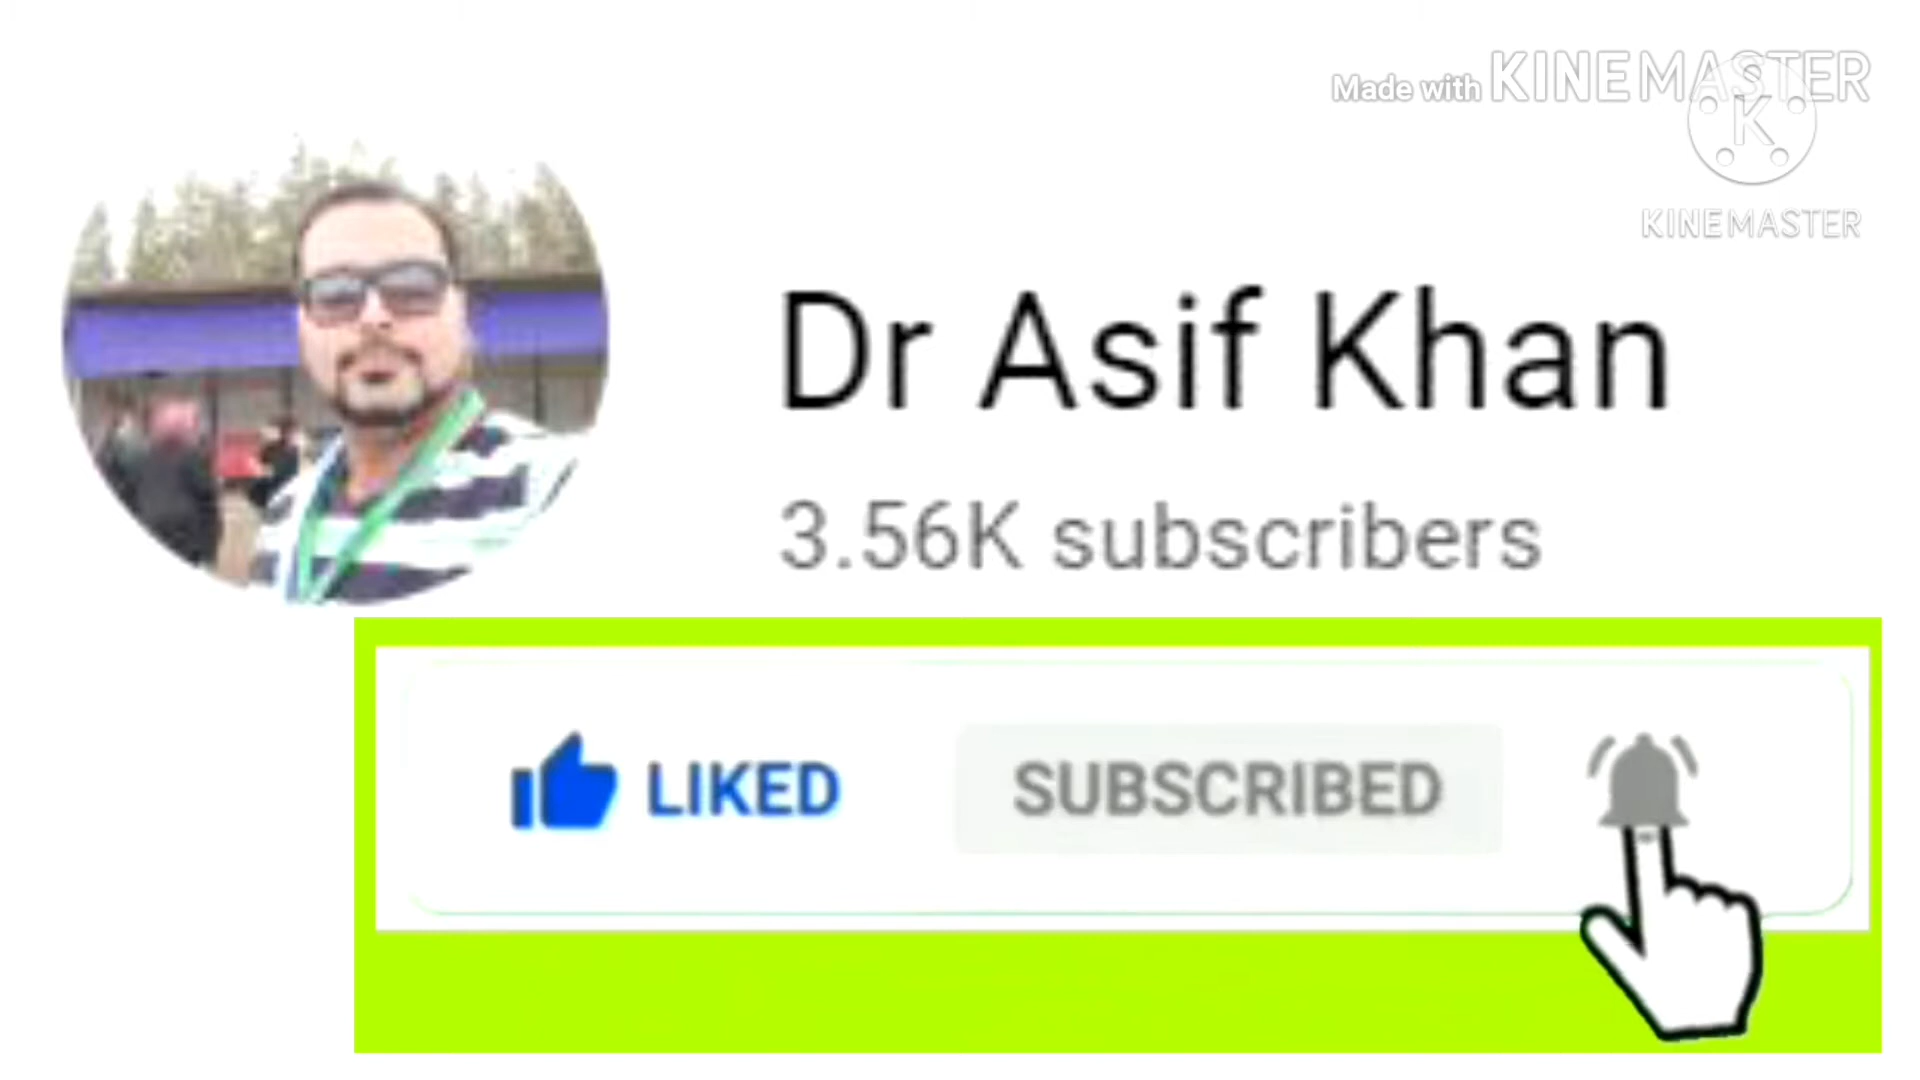 Made with KINEMASTER
K
KINEMASTER
Dr Asif Khan
3.56K subscribers
LIKED SUBSCRIBED